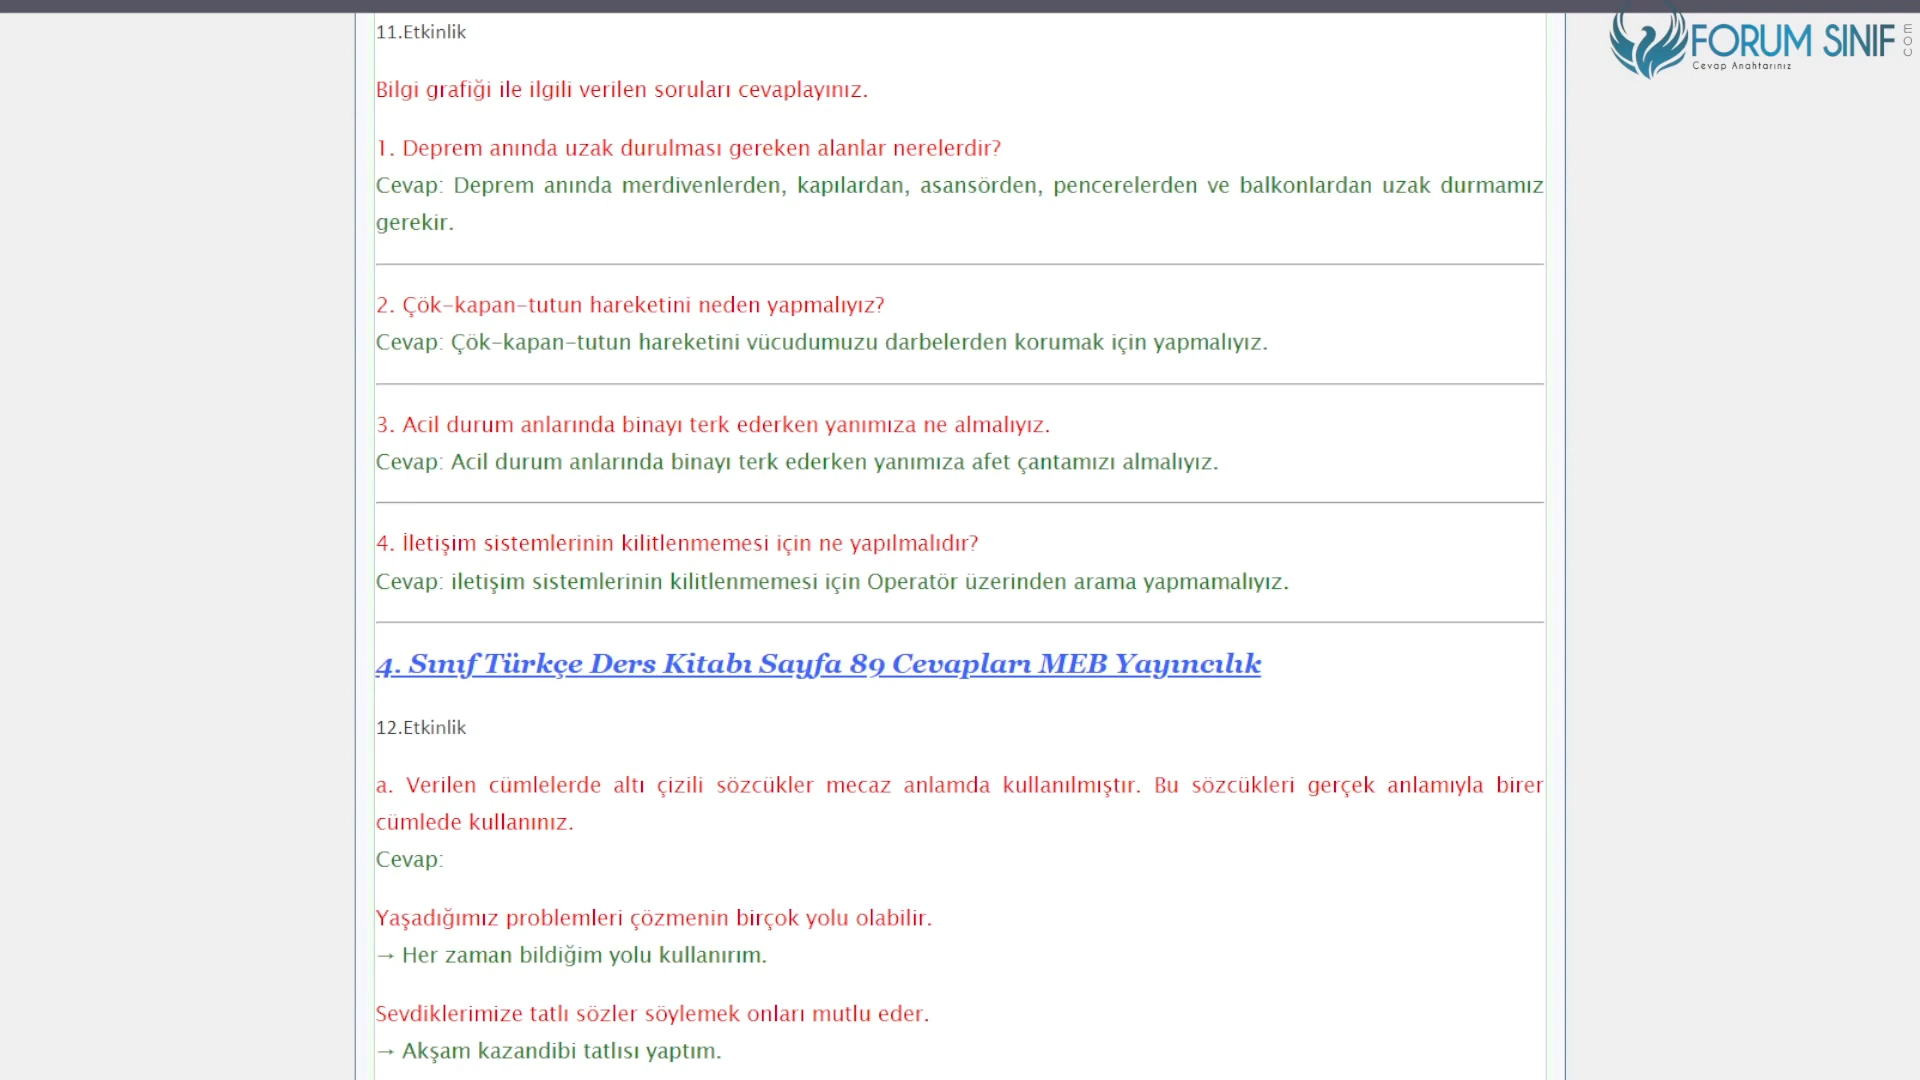 FORUM SINIF
com
Cevap Anahtarınız
11.Etkinlik
Bilgi grafiği ile ilgili verilen soruları cevaplayınız.
1. Deprem anında uzak durulması gereken alanlar nerelerdir?
Cevap: Deprem anında merdivenlerden, kapılardan, asansörden, pencerelerden ve balkonlardan uzak durmamız
gerekir.
2. Çök-kapan-tutun hareketini neden yapmalıyız?
Cevap: Çök-kapan-tutun hareketini vücudumuzu darbelerden korumak için yapmalıyız.
3. Acil durum anlarında binayı terk ederken yanımıza ne almalıyız.
Cevap: Acil durum anlarında binayı terk ederken yanımıza afet çantamızı almalıyız.
4. İletişim sistemlerinin kilitlenmemesi için ne yapılmalıdır?
Cevap: iletişim sistemlerinin kilitlenmemesi için Operatör üzerinden arama yapmamalıyız.
4. Sınıf Türkçe Ders Kitabı Sayfa 89 Cevapları MEB Yayıncılık
12.Etkinlik
a. Verilen cümlelerde altı çizili sözcükler mecaz anlamda kullanılmıştır. Bu sözcükleri gerçek anlamıyla birer
cümlede kullanınız.
Cevap:
Yaşadığımız problemleri çözmenin birçok yolu olabilir.
→ Her zaman bildiğim yolu kullanırım.
Sevdiklerimize tatlı sözler söylemek onları mutlu eder.
→ Akşam kazandibi tatlısı yaptım.